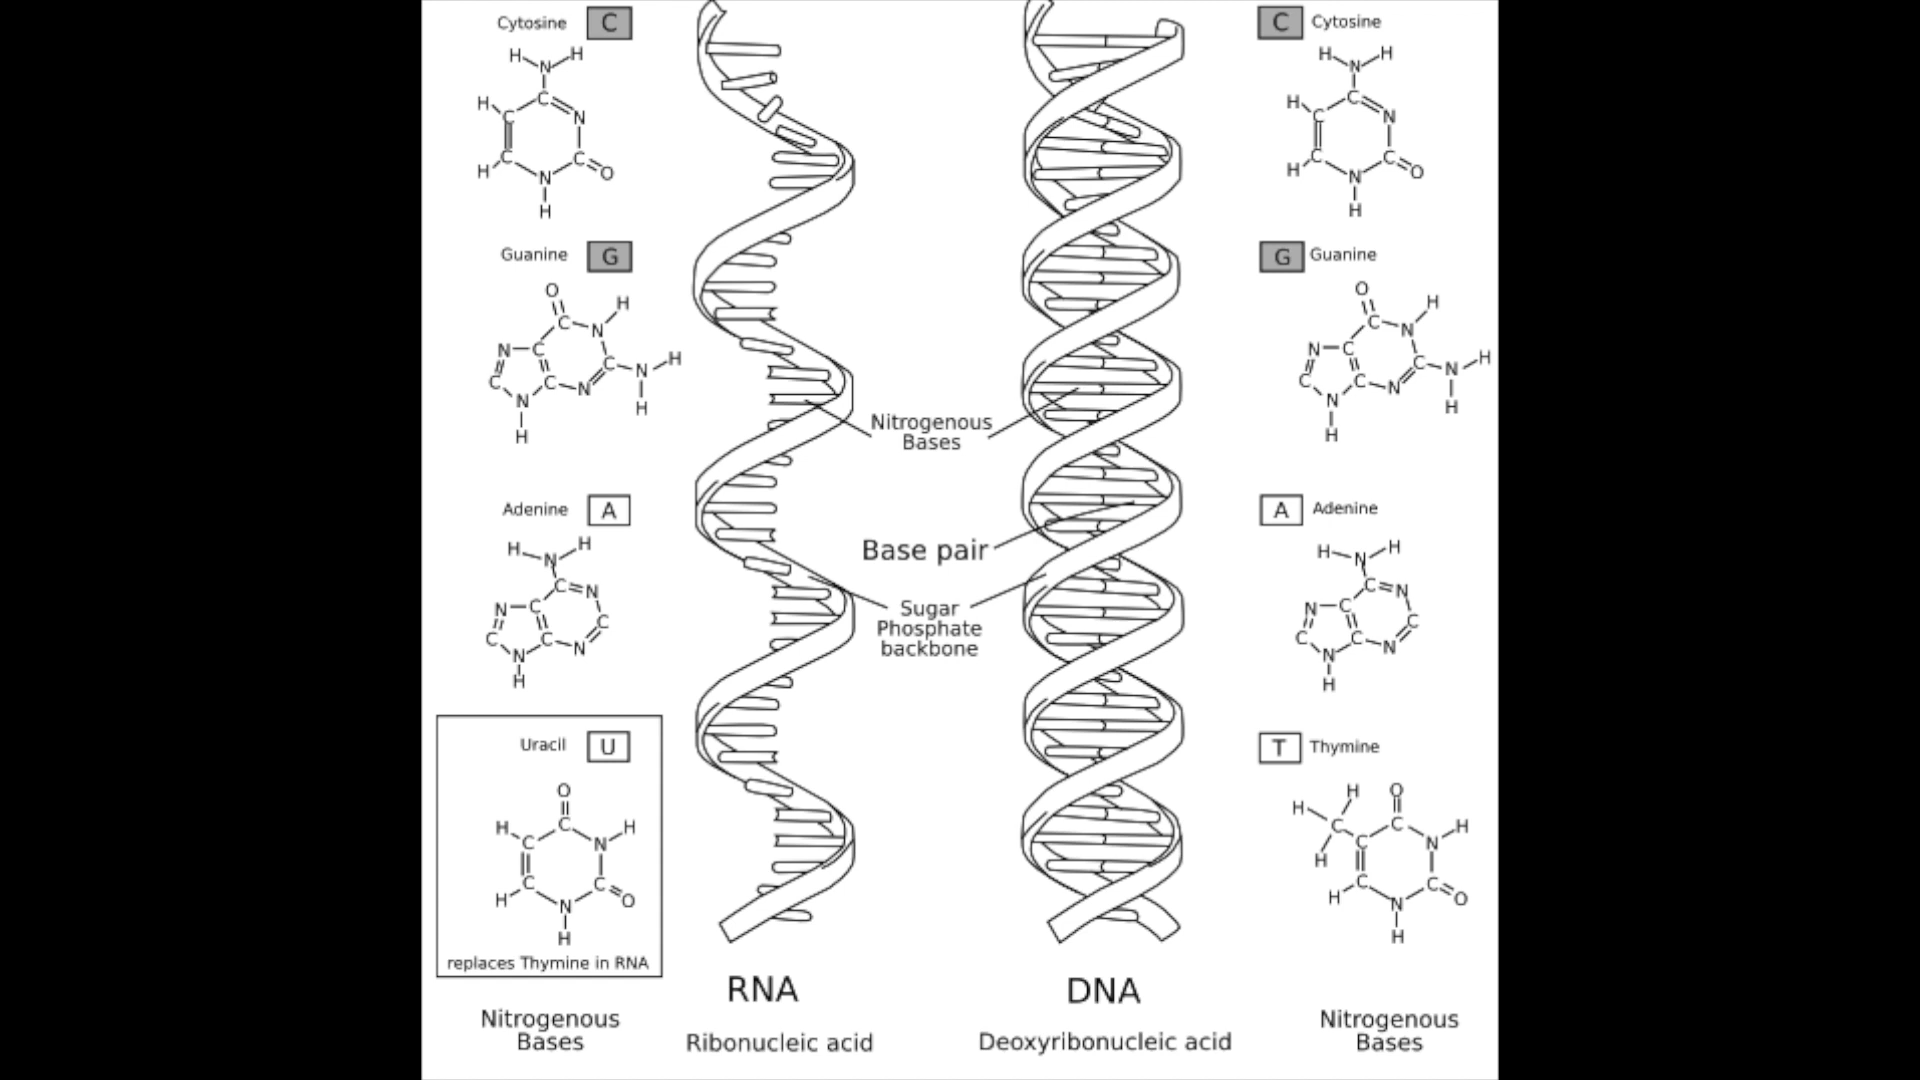 Cytosine C
H H
N
H C
C N
H C C O
N
H
Guanine G
O
H
C N
N C
C C N C N H
N H
H
Adenine A
H N H
C N
N C C
C C N
N
H
Uracil U
O
H C H
C N
C C
H N O
H
replaces Thymine in RNA
Nitrogenous
Bases
Nitrogenous
Bases
Base pair
Sugar
Phosphate
backbone
RNA
Ribonucleic acid
DNA
Deoxyribonucleic acid
C Cytosine
H H
N
H C
C N
H C C O
N
H
G Guanine
O
H
C N
N C
C C N C N H
N H
H
A Adenine
H N H
C N
N C C
C C N
N
H
T Thymine
H O
H
C C H
C N
H
C C
H N O
H
Nitrogenous
Bases